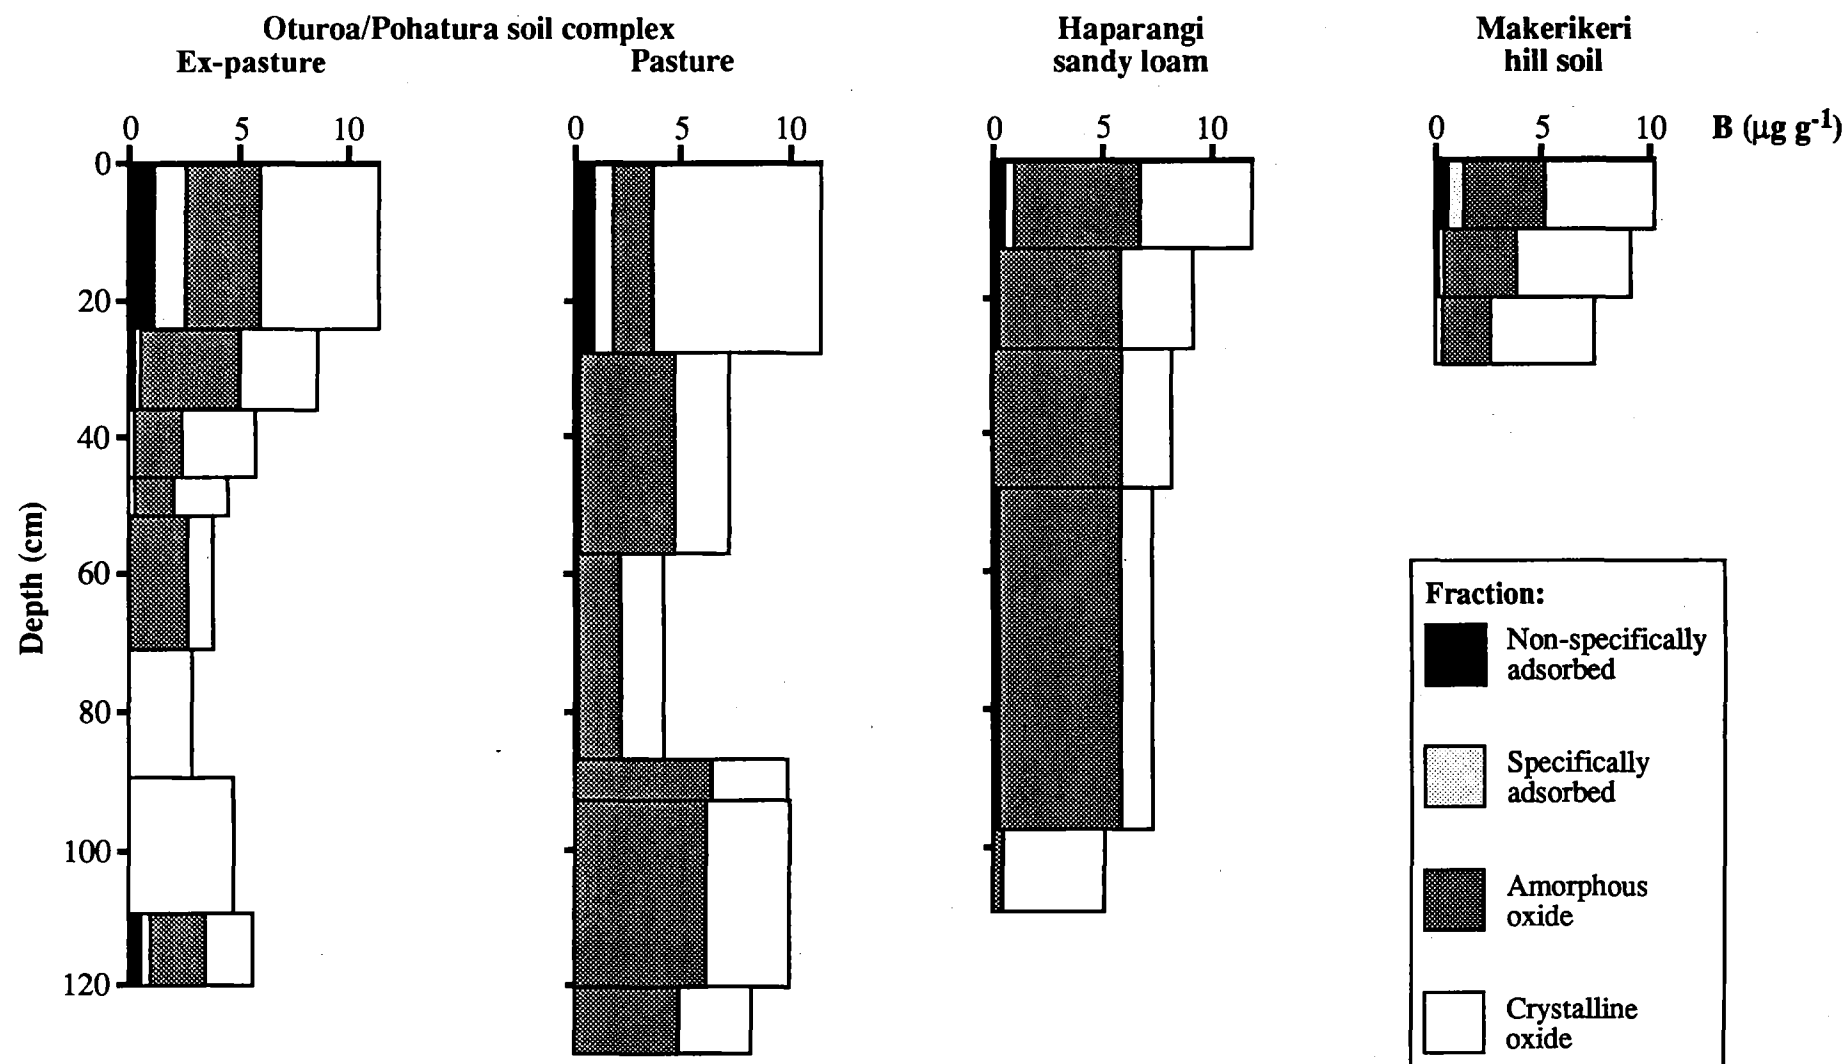 Oturoa/Pohatura soil complex
Ex-pasture
Pasture
Haparangi
sandy loam
Makerikeri
hill soil
0 5 10
0 5 10
0 5 10
0 5 10 B (µg g-1)
0
20
40
60
80
100
120
Depth (cm)
Fraction:
Non-specifically
adsorbed
Specifically
adsorbed
Amorphous
oxide
Crystalline
oxide